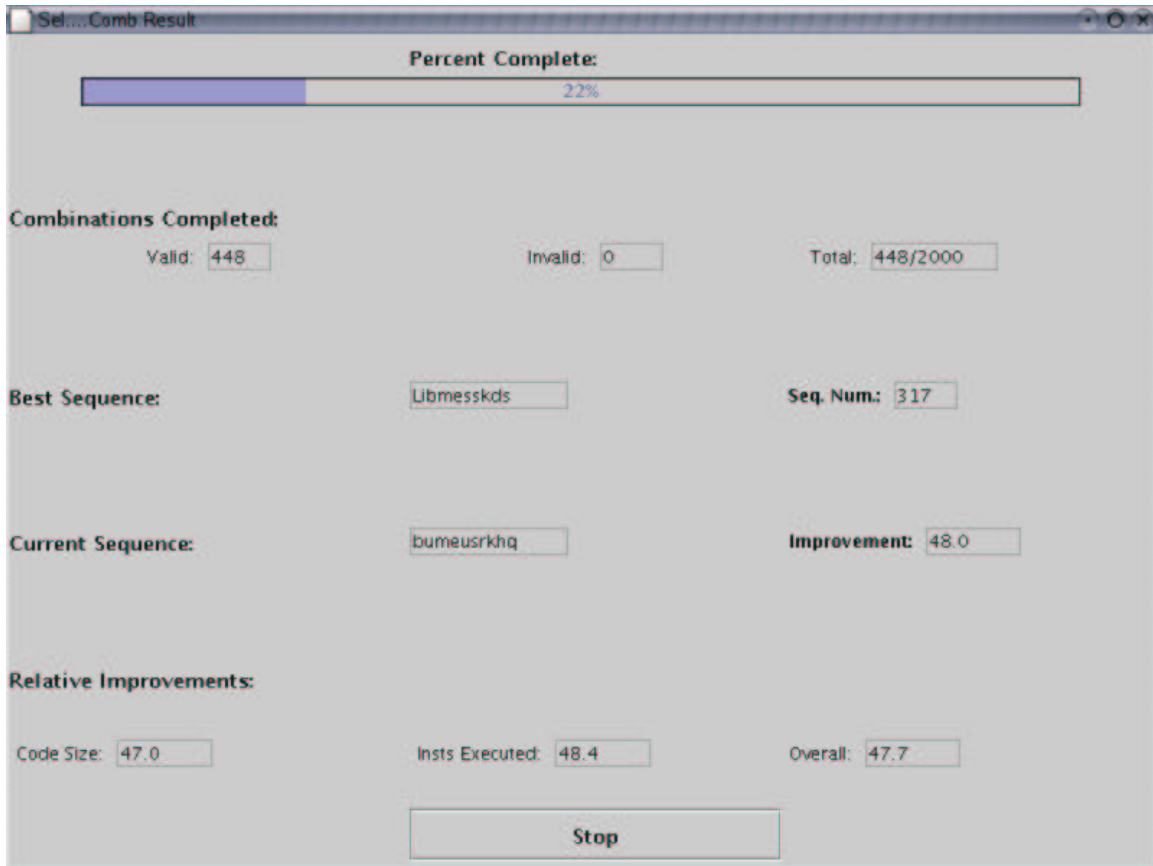 Sel....Comb Result
Percent Complete:
22%
Combinations Completed:
Valid: 448 Invalid: 0 Total: 448/2000
Best Sequence: Libmesskds Seq. Num.: 317
Current Sequence: bumeusrkhq Improvement: 48.0
Relative Improvements:
Code Size: 47.0 Insts Executed: 48.4 Overall: 47.7
Stop